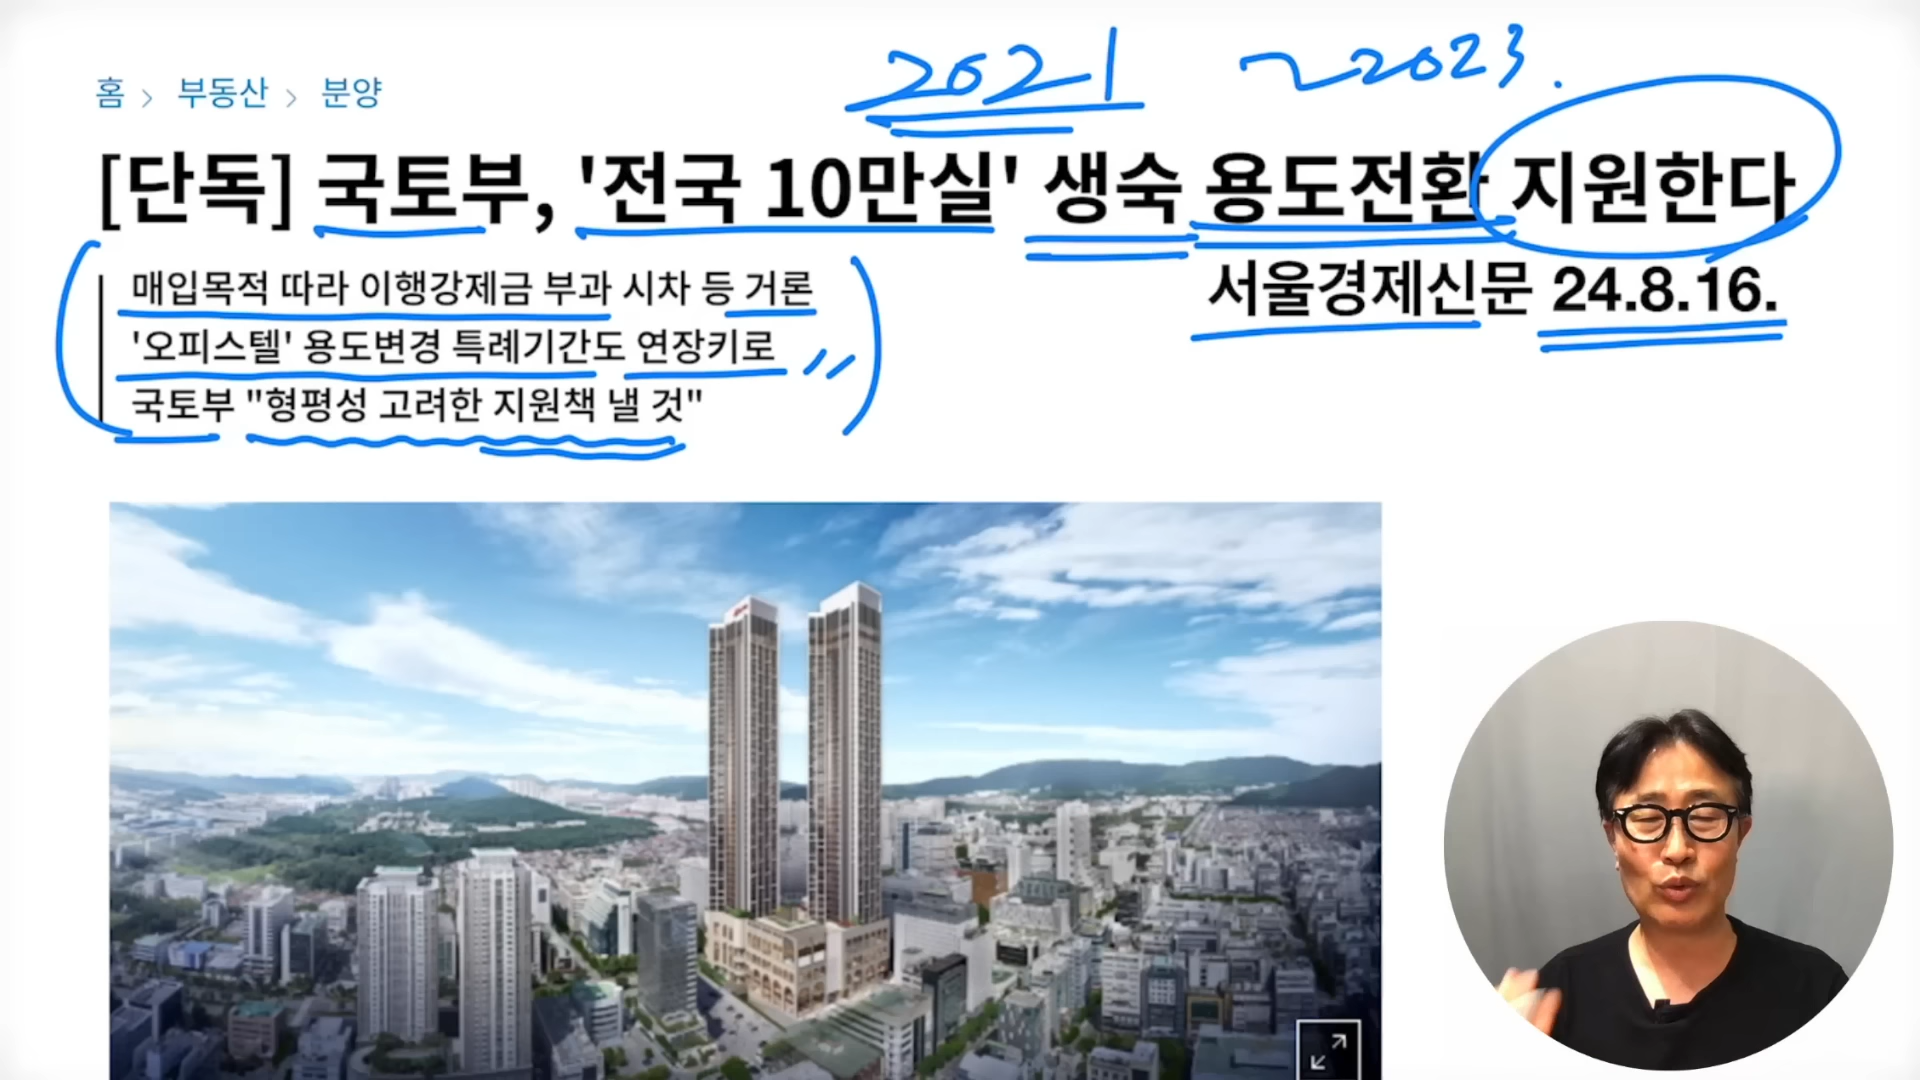 2021 ~2023.
홈 > 부동산 > 분양
[단독] 국토부, '전국 10만실' 생숙 용도전환 지원한다
매입목적 따라 이행강제금 부과 시차 등 거론
'오피스텔' 용도변경 특례기간도 연장키로
국토부 "형평성 고려한 지원책 낼 것"
서울경제신문 24.8.16.